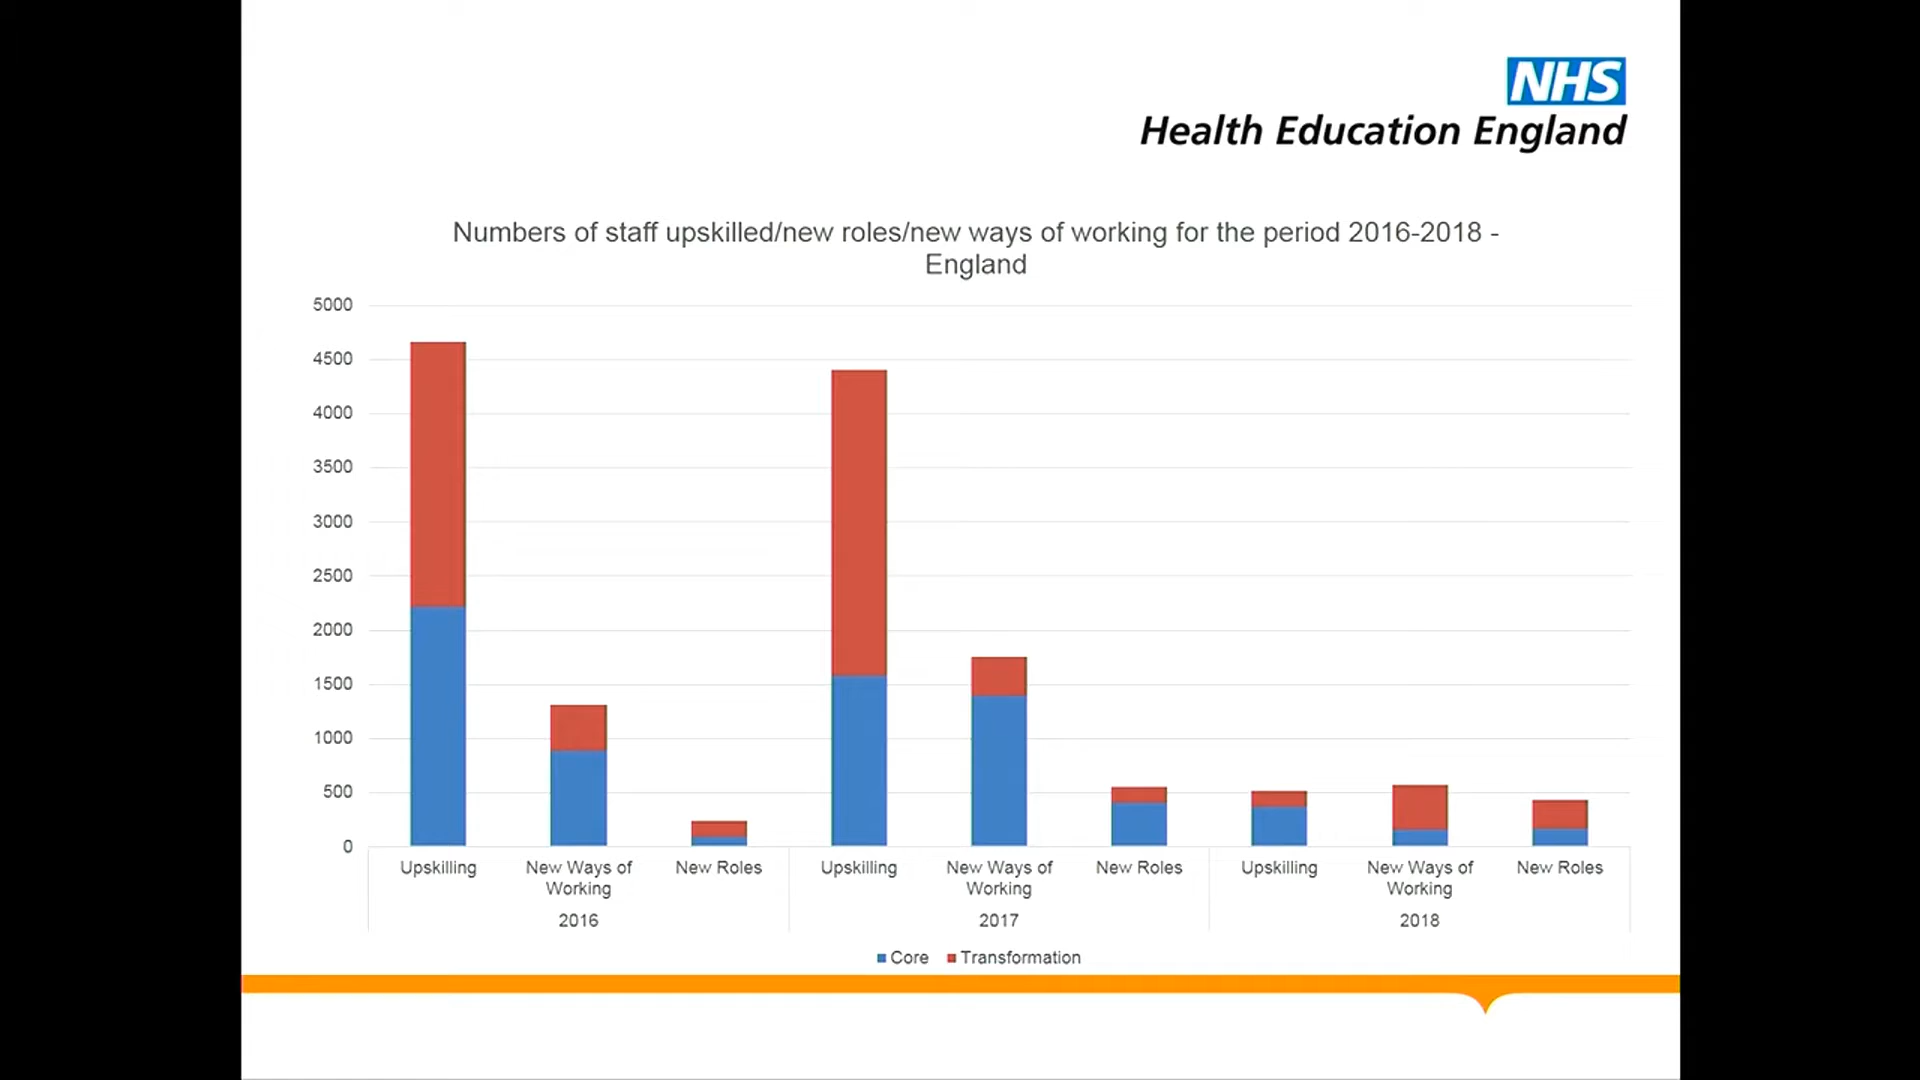 NHS
Health Education England
Numbers of staff upskilled/new roles/new ways of working for the period 2016-2018 -
England
5000
4500
4000
3500
3000
2500
2000
1500
1000
500
0
Upskilling
New Ways of
Working
New Roles
Upskilling
New Ways of
Working
New Roles
Upskilling
New Ways of
Working
New Roles
2016
2017
2018
Core
Transformation